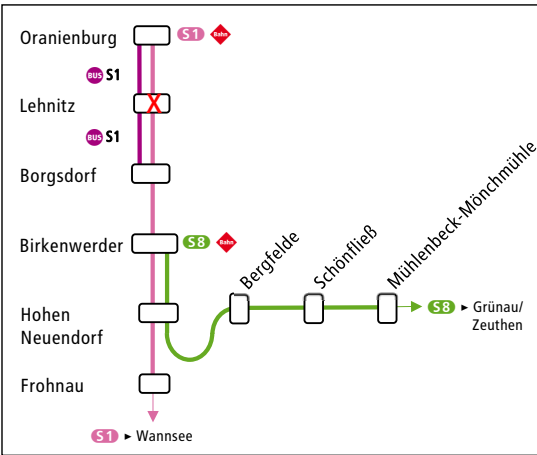 Oranienburg
S1
Bahn
BUS S1
Lehnitz
X
BUS S1
Borgsdorf
Birkenwerder
S8
Bahn
Bergfelde
Schönfließ
Mühlenbeck-Mönchmühle
Hohen
Neuendorf
S8 ► Grünau/
Zeuthen
Frohnau
S1 ► Wannsee